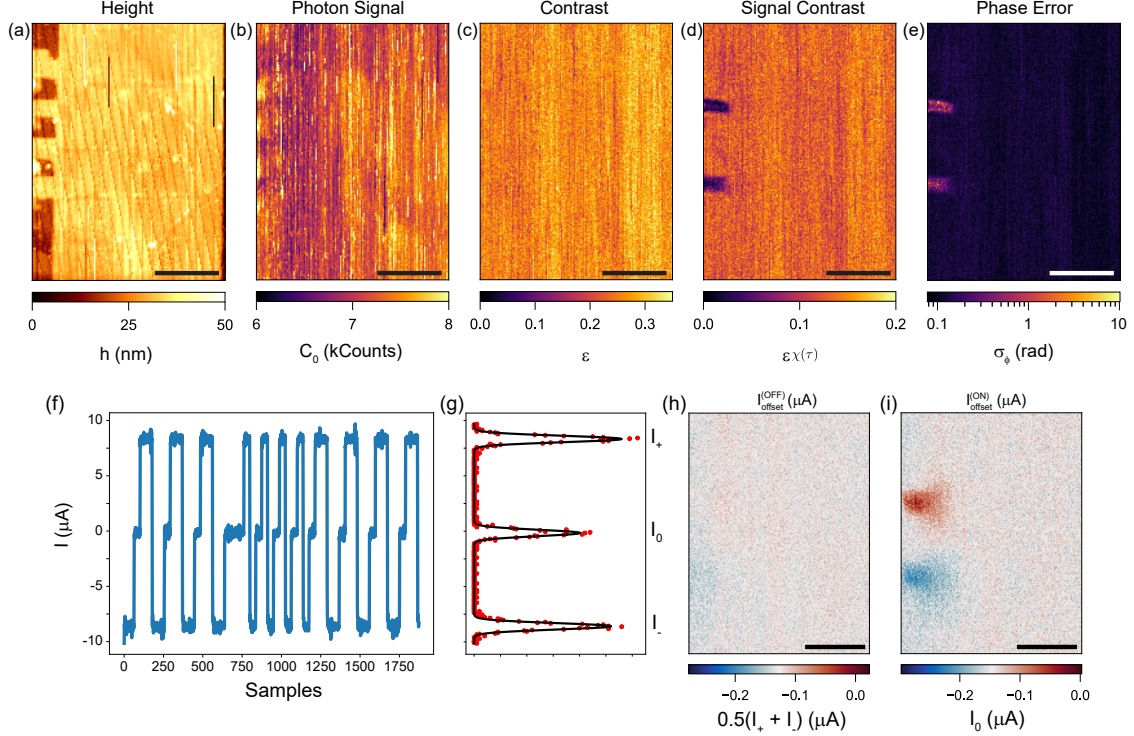 Height
Photon Signal
Contrast
Signal Contrast
Phase Error
(a)
(b)
(c)
(d)
(e)
0 25 50
6 7 8
0.0 0.1 0.2 0.3
0.0 0.1 0.2
0.1 1 10
h (nm)
C₀ (kCounts)
ε
εχ(τ)
σ_ϕ (rad)
(f)
(g)
(h)
(i)
I_offset^(OFF) (μA)
I_offset^(ON) (μA)
10
5
0
−5
−10
I (μA)
0 250 500 750 1000 1250 1500 1750
Samples
I₊
I₀
I₋
−0.2 −0.1 0.0
0.5(I₊ + I₋) (μA)
−0.2 −0.1 0.0
I₀ (μA)